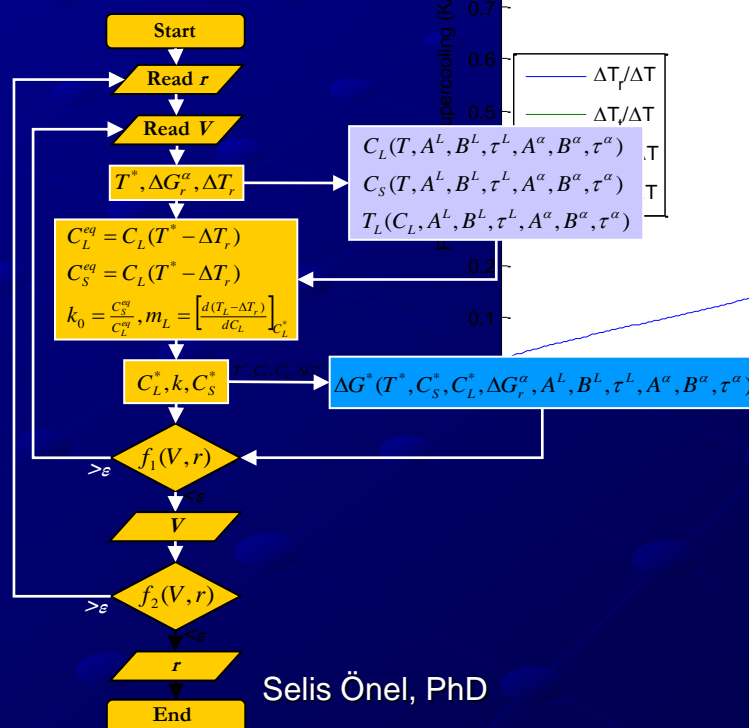 Start
Read r
Read V
T*, ΔG_r^α, ΔT_r
C_L(T, A^L, B^L, τ^L, A^α, B^α, τ^α)
C_S(T, A^L, B^L, τ^L, A^α, B^α, τ^α)
T_L(C_L, A^L, B^L, τ^L, A^α, B^α, τ^α)
C_L^{eq} = C_L(T* − ΔT_r)
C_S^{eq} = C_L(T* − ΔT_r)
k_0 = C_S^{eq}/C_L^{eq}, m_L = [d(T_L−ΔT_r)/dC_L]_{C_L^*}
C_L^*, k, C_S^*
ΔG*(T*, C_S^*, C_L^*, ΔG_r^α, A^L, B^L, τ^L, A^α, B^α, τ^α)
f_1(V, r)
>ε
<ε
V
f_2(V, r)
>ε
<ε
r
End
0.7
0.6
0.5
0.2
0.1
upercooling (K
ΔT_r/ΔT
ΔT_t/ΔT
T
T
Selis Önel, PhD